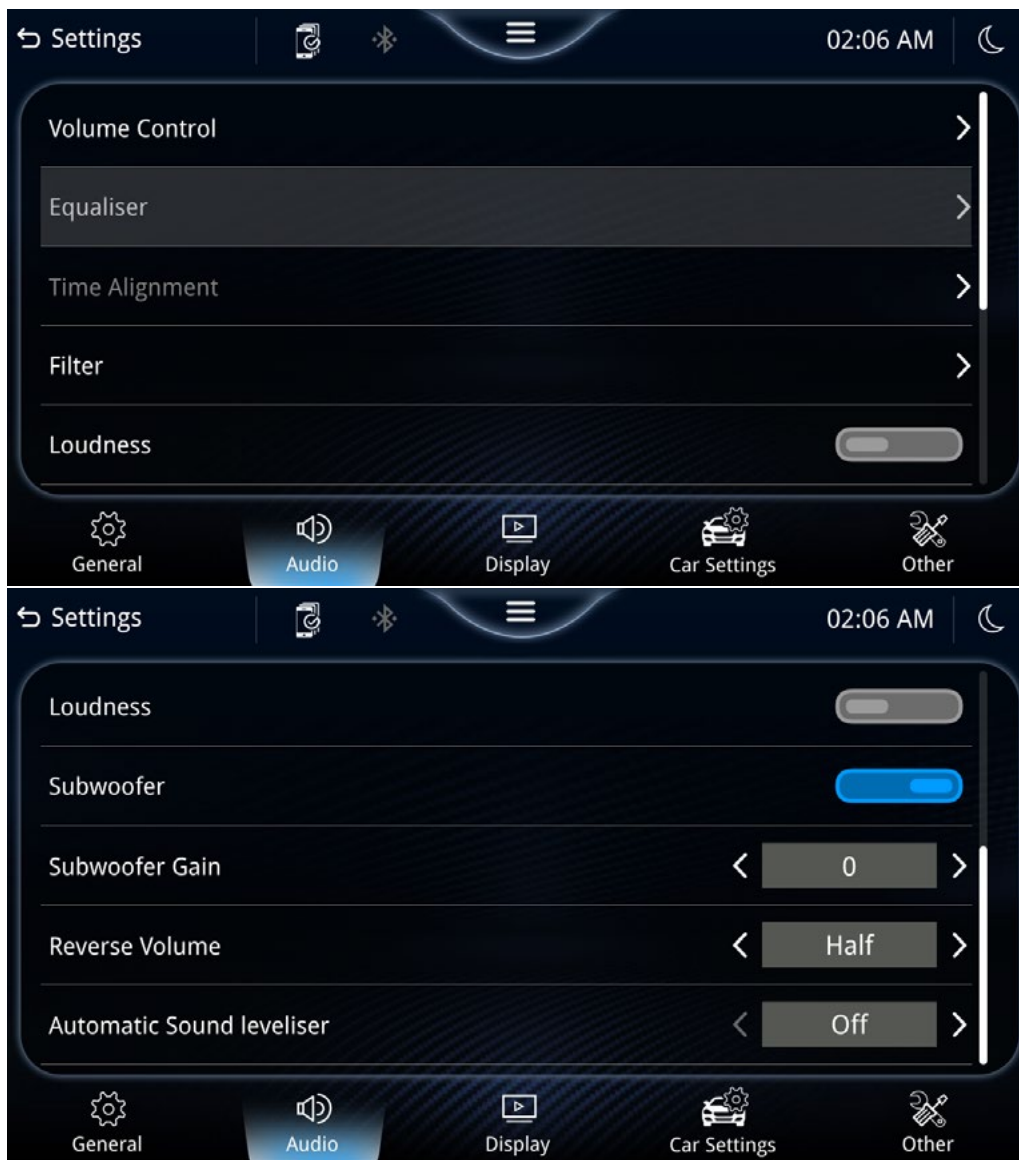 Settings 02:06 AM
Volume Control
Equaliser
Time Alignment
Filter
Loudness
General Audio Display Car Settings Other
Settings 02:06 AM
Loudness
Subwoofer
Subwoofer Gain 0
Reverse Volume Half
Automatic Sound leveliser Off
General Audio Display Car Settings Other